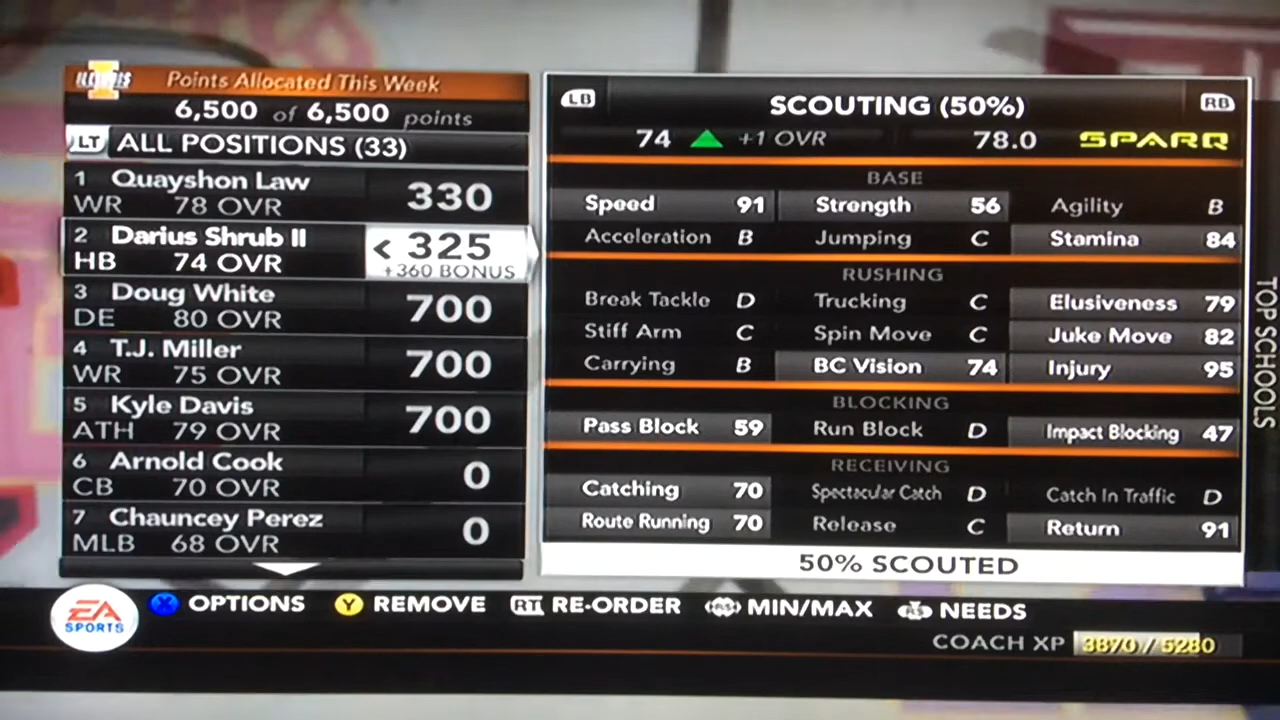 ILLINOIS
Points Allocated This Week
6,500 of 6,500 points
LT ALL POSITIONS (33)
1 Quayshon Law
WR 78 OVR 330
2 Darius Shrub II
HB 74 OVR < 325
+360 BONUS
3 Doug White
DE 80 OVR 700
4 T.J. Miller
WR 75 OVR 700
5 Kyle Davis
ATH 79 OVR 700
6 Arnold Cook
CB 70 OVR 0
7 Chauncey Perez
MLB 68 OVR 0
LB SCOUTING (50%) RB
74 +1 OVR 78.0 SPARQ
BASE
Speed 91 Strength 56 Agility B
Acceleration B Jumping C Stamina 84
RUSHING
Break Tackle D Trucking C Elusiveness 79
Stiff Arm C Spin Move C Juke Move 82
Carrying B BC Vision 74 Injury 95
BLOCKING
Pass Block 59 Run Block D Impact Blocking 47
RECEIVING
Catching 70 Spectacular Catch D Catch In Traffic D
Route Running 70 Release C Return 91
50% SCOUTED
TOP SCHOOLS
EA SPORTS
X OPTIONS Y REMOVE RT RE-ORDER MIN/MAX NEEDS
COACH XP 3870 / 5280